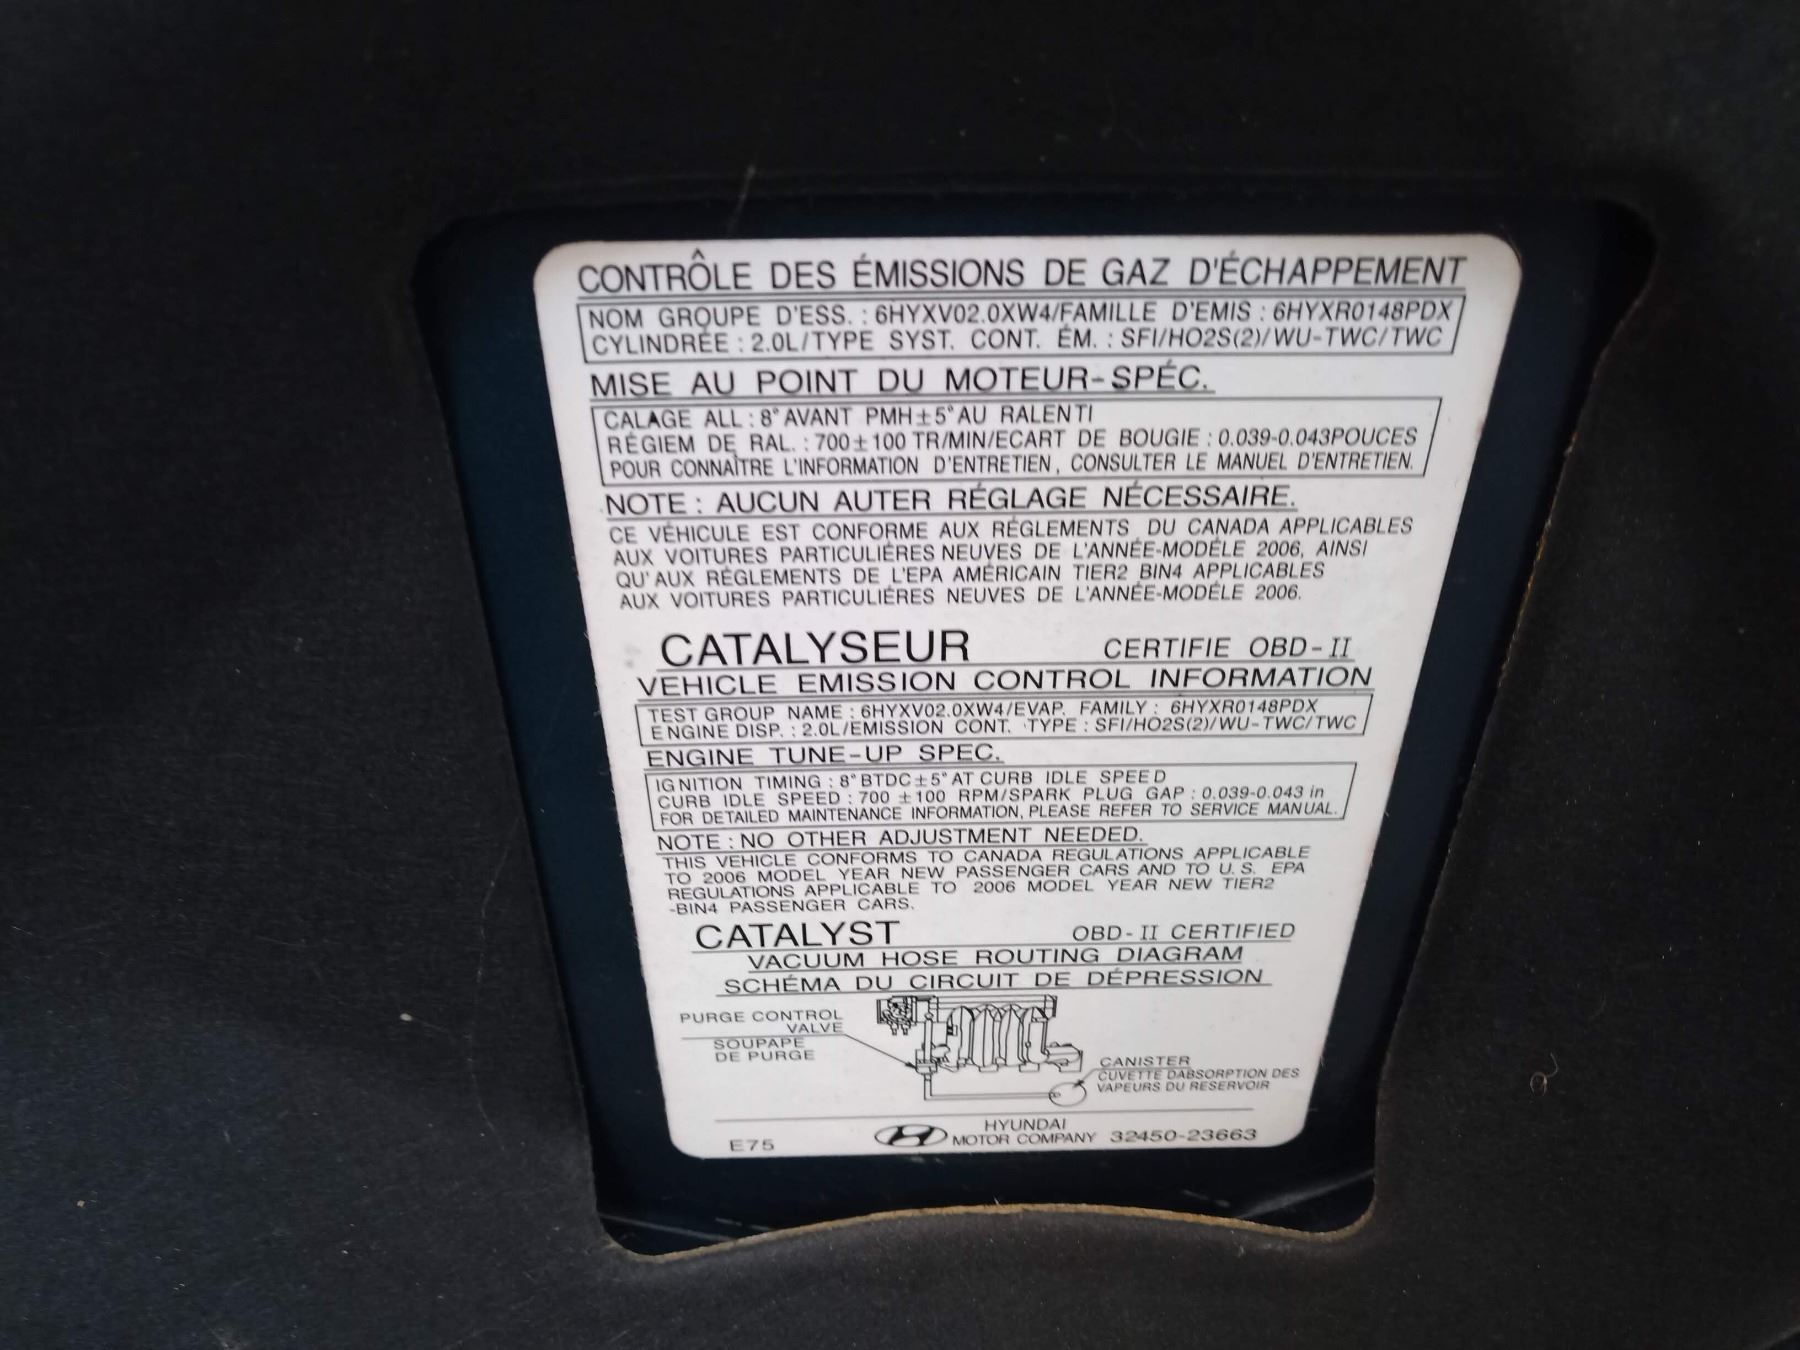 CONTRÔLE DES ÉMISSIONS DE GAZ D'ÉCHAPPEMENT
NOM GROUPE D'ESS. : 6HYXV02.0XW4/FAMILLE D'EMIS : 6HYXR0148PDX
CYLINDRÉE : 2.0L/TYPE SYST. CONT. ÉM. : SFI/HO2S(2)/WU-TWC/TWC
MISE AU POINT DU MOTEUR-SPÉC.
CALAGE ALL : 8° AVANT PMH±5° AU RALENTI
RÉGIEM DE RAL. : 700±100 TR/MIN/ECART DE BOUGIE : 0.039-0.043POUCES
POUR CONNAÎTRE L'INFORMATION D'ENTRETIEN, CONSULTER LE MANUEL D'ENTRETIEN.
NOTE : AUCUN AUTER RÉGLAGE NÉCESSAIRE.
CE VÉHICULE EST CONFORME AUX RÉGLEMENTS DU CANADA APPLICABLES
AUX VOITURES PARTICULIÉRES NEUVES DE L'ANNÉE-MODÉLE 2006, AINSI
QU'AUX RÉGLEMENTS DE L'EPA AMÉRICAIN TIER2 BIN4 APPLICABLES
AUX VOITURES PARTICULIÉRES NEUVES DE L'ANNÉE-MODÉLE 2006.
CATALYSEUR CERTIFIE OBD-II
VEHICLE EMISSION CONTROL INFORMATION
TEST GROUP NAME : 6HYXV02.0XW4/EVAP. FAMILY : 6HYXR0148PDX
ENGINE DISP. : 2.0L/EMISSION CONT. TYPE : SFI/HO2S(2)/WU-TWC/TWC
ENGINE TUNE-UP SPEC.
IGNITION TIMING : 8° BTDC±5° AT CURB IDLE SPEED
CURB IDLE SPEED : 700 ±100 RPM/SPARK PLUG GAP : 0.039-0.043 in
FOR DETAILED MAINTENANCE INFORMATION, PLEASE REFER TO SERVICE MANUAL.
NOTE : NO OTHER ADJUSTMENT NEEDED.
THIS VEHICLE CONFORMS TO CANADA REGULATIONS APPLICABLE
TO 2006 MODEL YEAR NEW PASSENGER CARS AND TO U.S. EPA
REGULATIONS APPLICABLE TO 2006 MODEL YEAR NEW TIER2
-BIN4 PASSENGER CARS.
CATALYST OBD-II CERTIFIED
VACUUM HOSE ROUTING DIAGRAM
SCHÉMA DU CIRCUIT DE DÉPRESSION
PURGE CONTROL
VALVE
SOUPAPE
DE PURGE
CANISTER
CUVETTE DABSORPTION DES
VAPEURS DU RESERVOIR
E75
HYUNDAI
MOTOR COMPANY 32450-23663